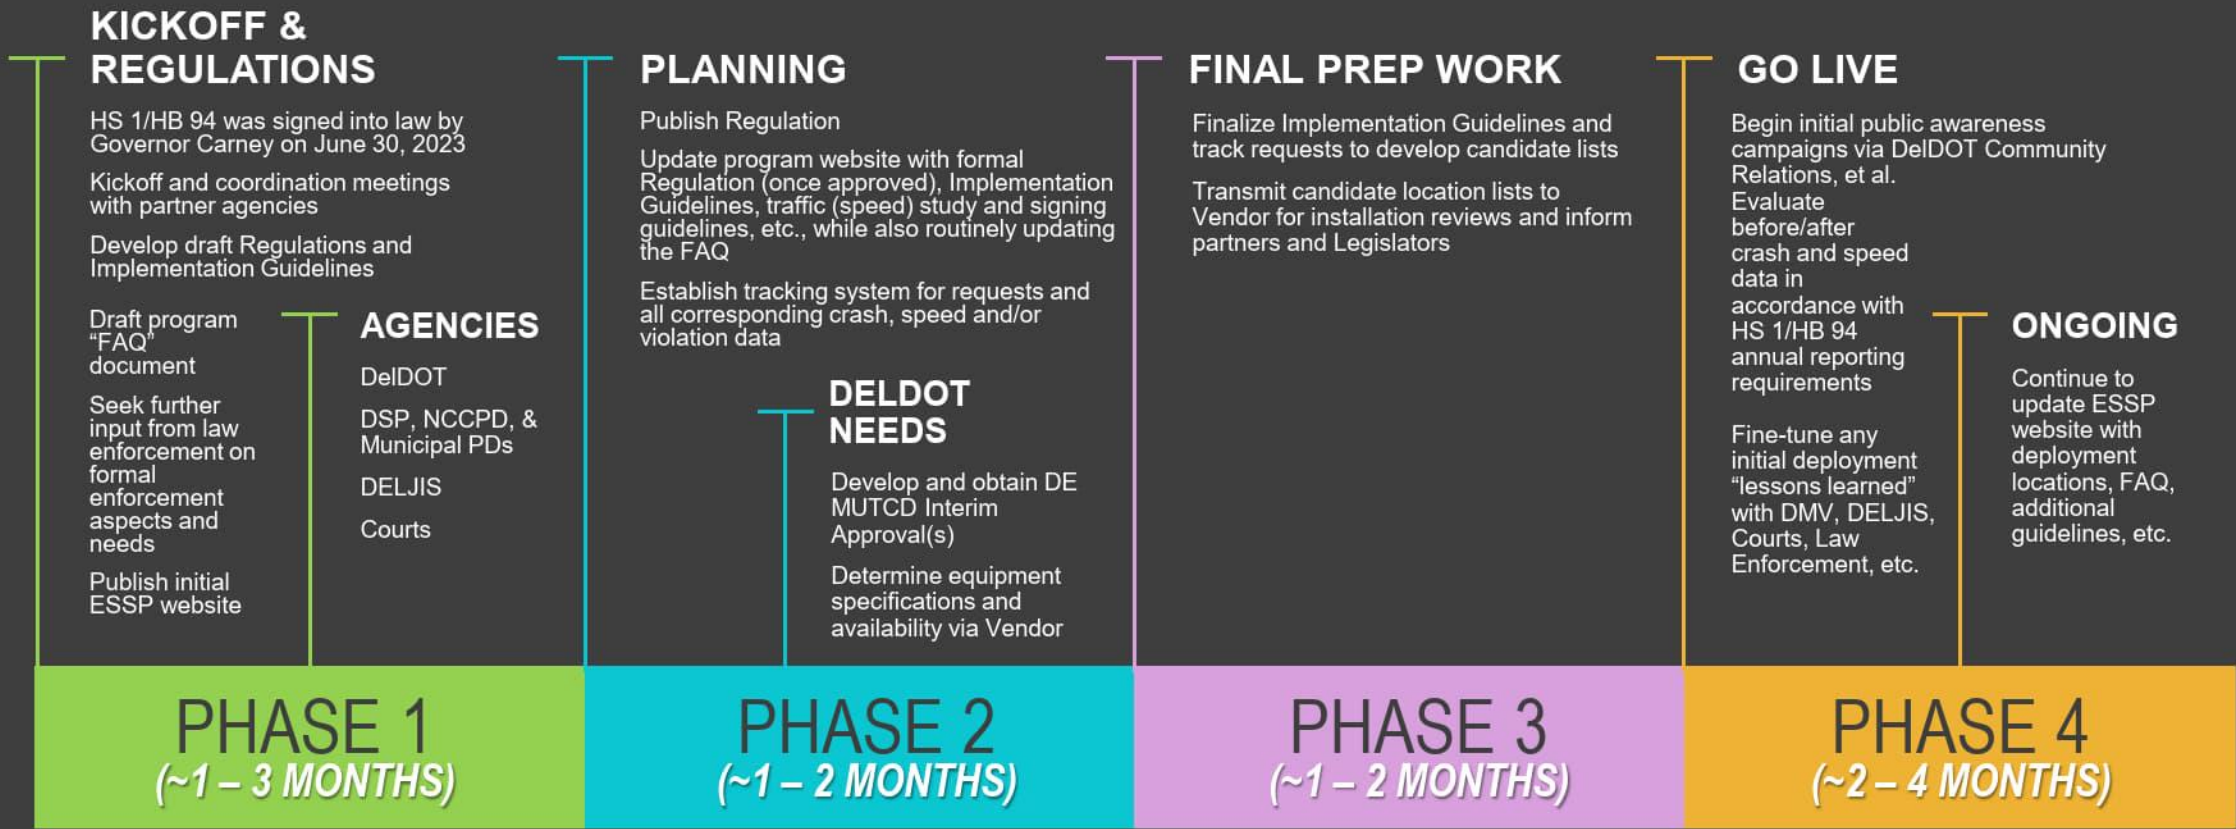 KICKOFF &
REGULATIONS
HS 1/HB 94 was signed into law by
Governor Carney on June 30, 2023
Kickoff and coordination meetings
with partner agencies
Develop draft Regulations and
Implementation Guidelines
Draft program
“FAQ”
document
Seek further
input from law
enforcement on
formal
enforcement
aspects and
needs
Publish initial
ESSP website
AGENCIES
DelDOT
DSP, NCCPD, &
Municipal PDs
DELJIS
Courts
PHASE 1
(~1 – 3 MONTHS)
PLANNING
Publish Regulation
Update program website with formal
Regulation (once approved), Implementation
Guidelines, traffic (speed) study and signing
guidelines, etc., while also routinely updating
the FAQ
Establish tracking system for requests and
all corresponding crash, speed and/or
violation data
DELDOT
NEEDS
Develop and obtain DE
MUTCD Interim
Approval(s)
Determine equipment
specifications and
availability via Vendor
PHASE 2
(~1 – 2 MONTHS)
FINAL PREP WORK
Finalize Implementation Guidelines and
track requests to develop candidate lists
Transmit candidate location lists to
Vendor for installation reviews and inform
partners and Legislators
PHASE 3
(~1 – 2 MONTHS)
GO LIVE
Begin initial public awareness
campaigns via DelDOT Community
Relations, et al.
Evaluate
before/after
crash and speed
data in
accordance with
HS 1/HB 94
annual reporting
requirements
Fine-tune any
initial deployment
“lessons learned”
with DMV, DELJIS,
Courts, Law
Enforcement, etc.
ONGOING
Continue to
update ESSP
website with
deployment
locations, FAQ,
additional
guidelines, etc.
PHASE 4
(~2 – 4 MONTHS)